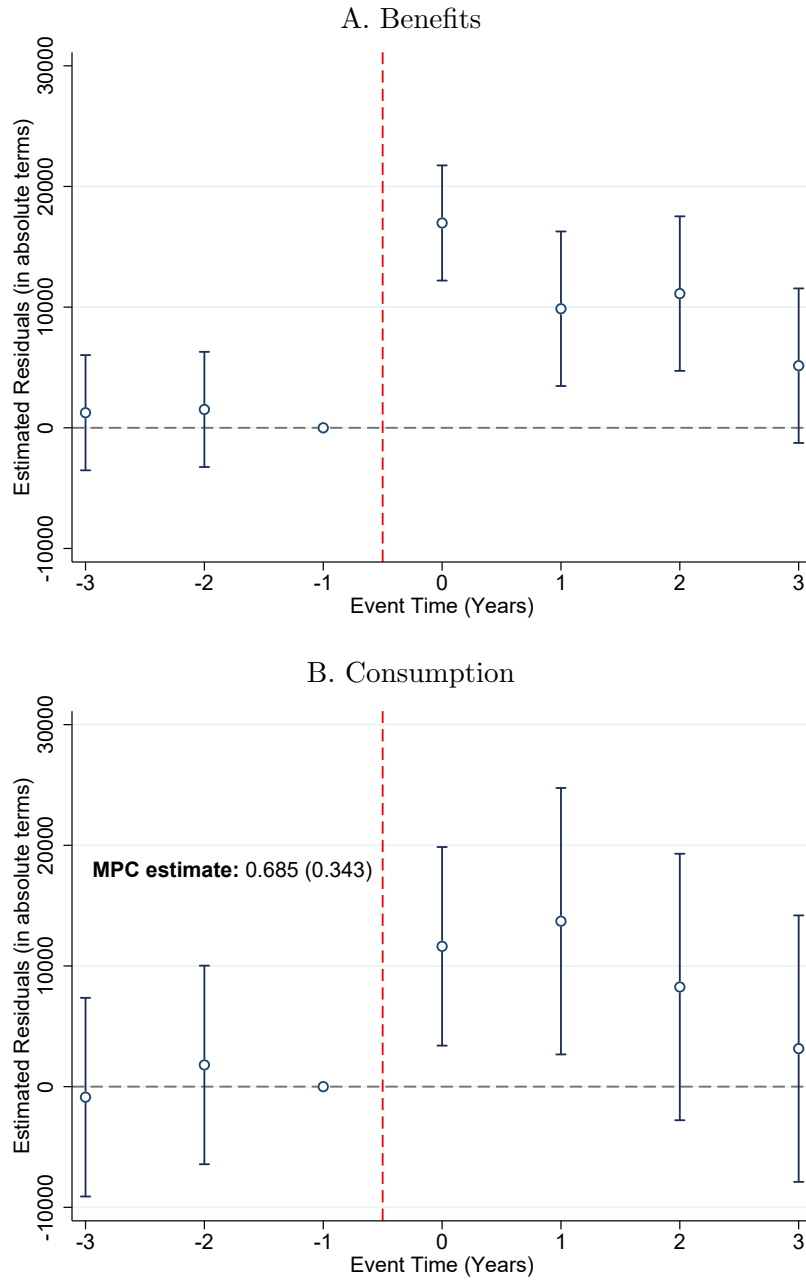 A. Benefits
Estimated Residuals (in absolute terms)
30000
20000
10000
0
-10000
-3 -2 -1 0 1 2 3
Event Time (Years)
B. Consumption
Estimated Residuals (in absolute terms)
30000
20000
10000
0
-10000
MPC estimate: 0.685 (0.343)
-3 -2 -1 0 1 2 3
Event Time (Years)